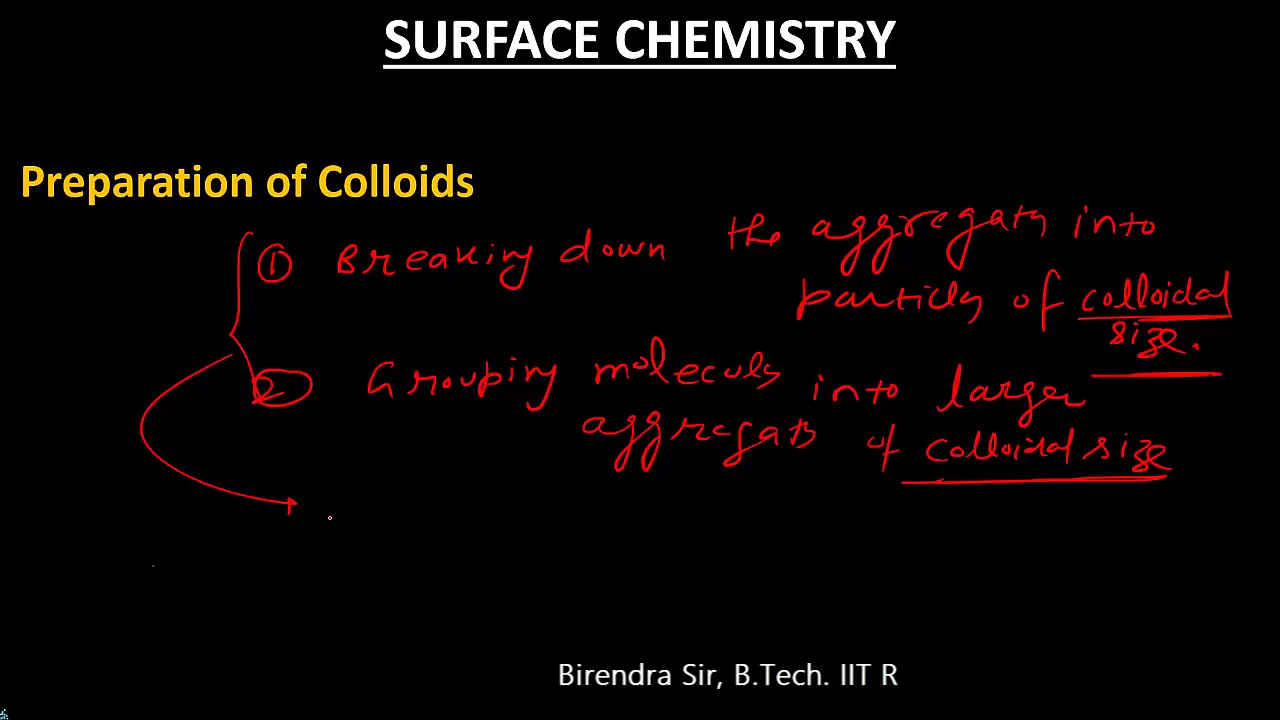 SURFACE CHEMISTRY
Preparation of Colloids
① Breaking down the aggregates into
particles of colloidal
size.
② Grouping molecules into larger
aggregates of colloidal size
Birendra Sir, B.Tech. IIT R